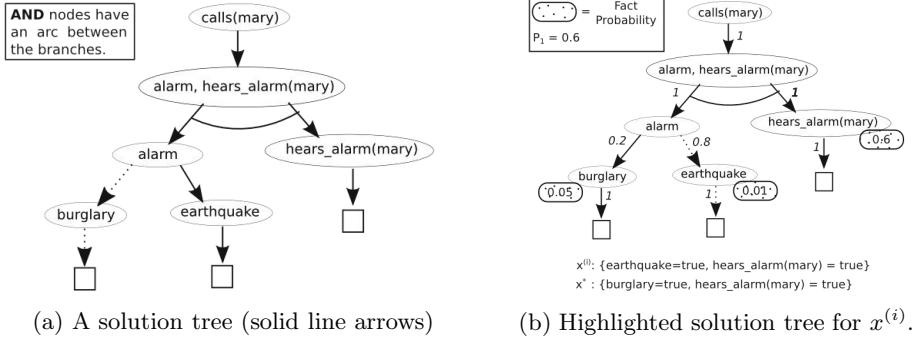 AND nodes have
an arc between
the branches.
calls(mary)
alarm, hears_alarm(mary)
alarm
hears_alarm(mary)
burglary
earthquake
(a) A solution tree (solid line arrows)
= Fact
Probability
P1 = 0.6
calls(mary)
1
alarm, hears_alarm(mary)
1
1
hears_alarm(mary)
alarm
0.6
0.2
0.8
1
burglary
earthquake
0.05
1
1
0.01
x(i): {earthquake=true, hears_alarm(mary) = true}
x* : {burglary=true, hears_alarm(mary) = true}
(b) Highlighted solution tree for x(i).